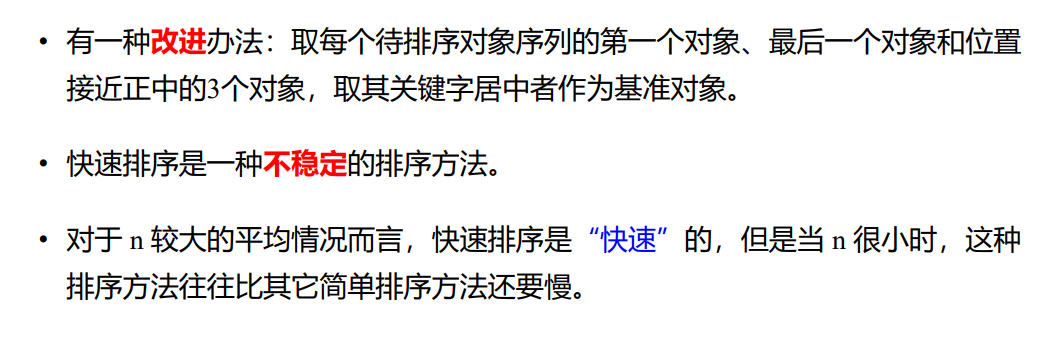 • 有一种改进办法：取每个待排序对象序列的第一个对象、最后一个对象和位置
接近正中的3个对象，取其关键字居中者作为基准对象。
• 快速排序是一种不稳定的排序方法。
• 对于 n 较大的平均情况而言，快速排序是“快速”的，但是当 n 很小时，这种
排序方法往往比其它简单排序方法还要慢。